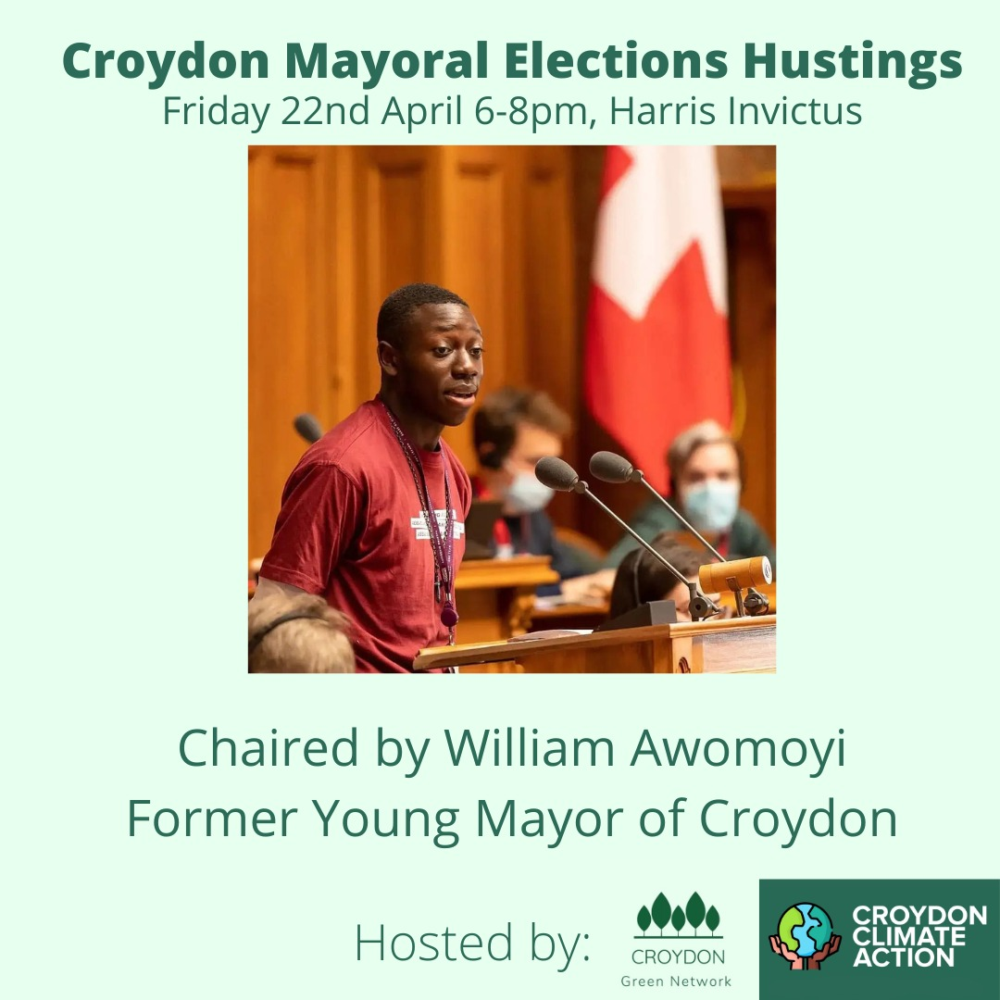 Croydon Mayoral Elections Hustings
Friday 22nd April 6-8pm, Harris Invictus
Chaired by William Awomoyi
Former Young Mayor of Croydon
Hosted by:
CROYDON
Green Network
CROYDON
CLIMATE
ACTION